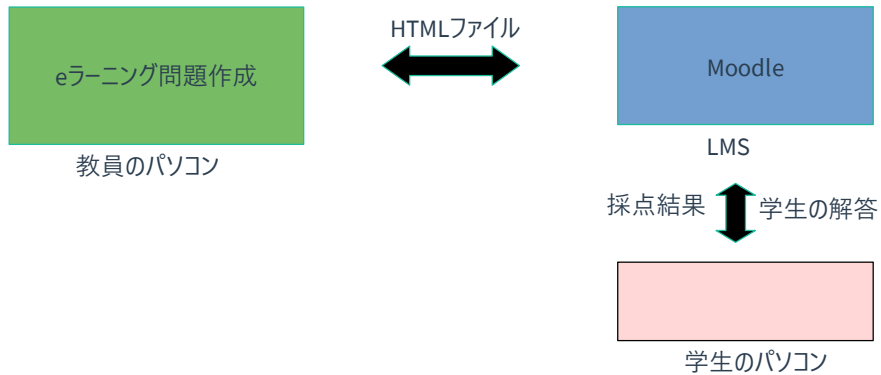 HTMLファイル
eラーニング問題作成
Moodle
教員のパソコン
LMS
採点結果
学生の解答
学生のパソコン